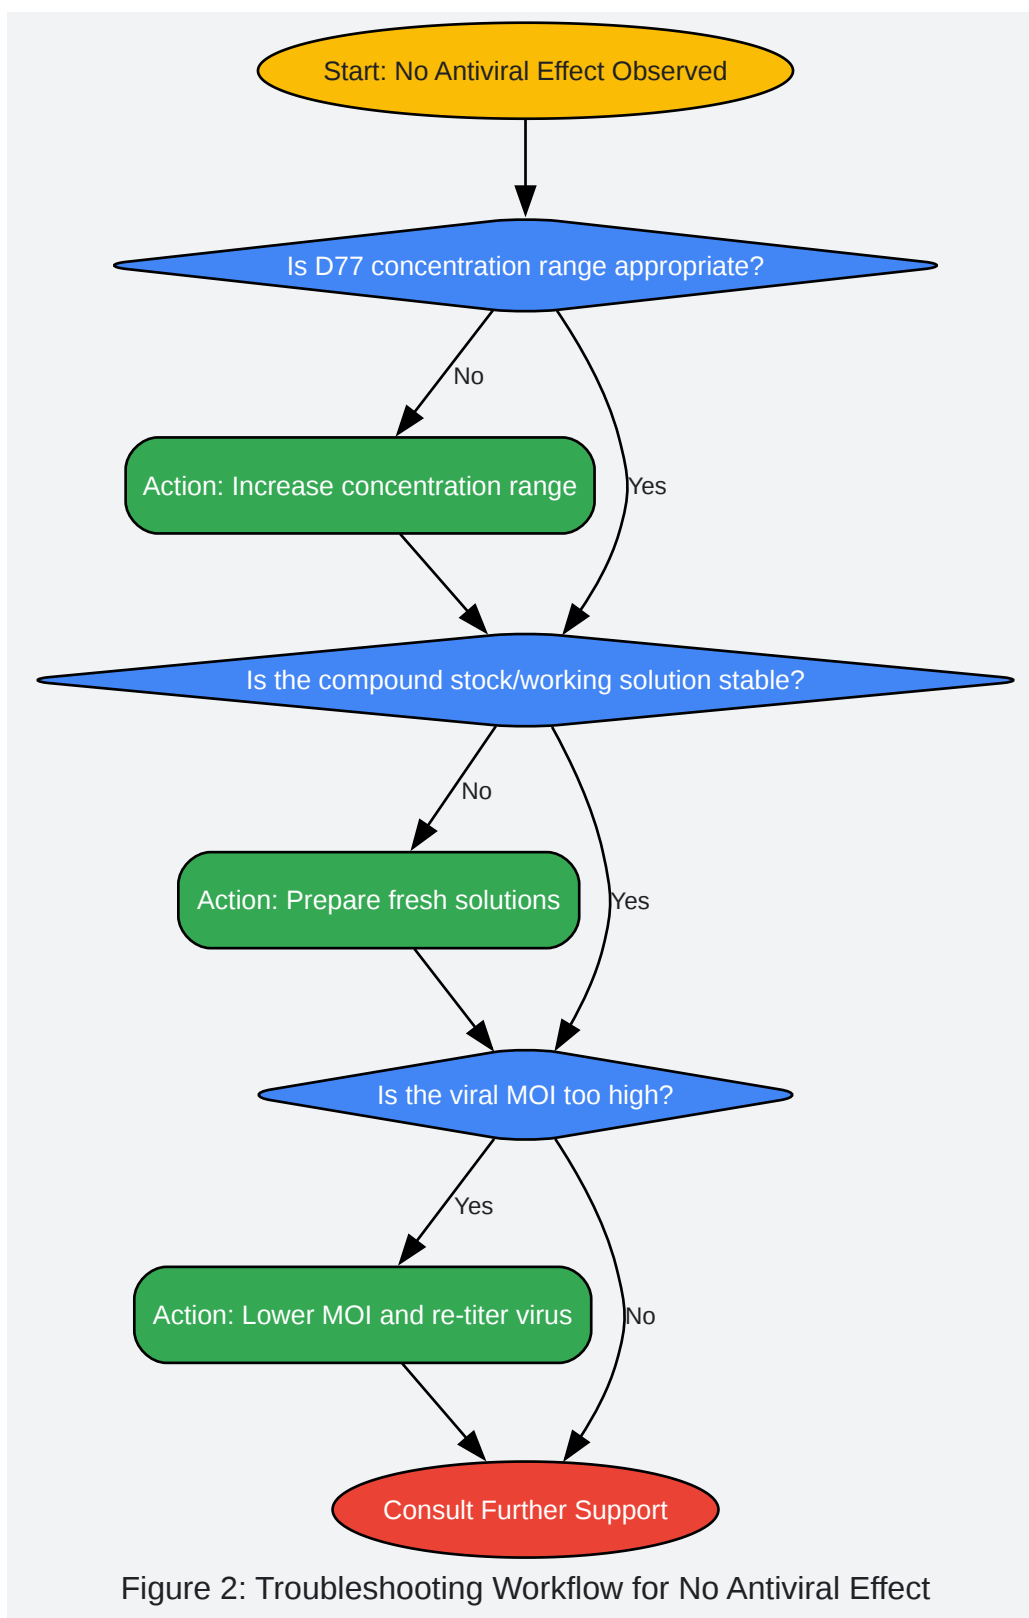 Start: No Antiviral Effect Observed
Is D77 concentration range appropriate?
No
Action: Increase concentration range
Yes
Is the compound stock/working solution stable?
No
Action: Prepare fresh solutions
Yes
Is the viral MOI too high?
Yes
Action: Lower MOI and re-titer virus
No
Consult Further Support
Figure 2: Troubleshooting Workflow for No Antiviral Effect